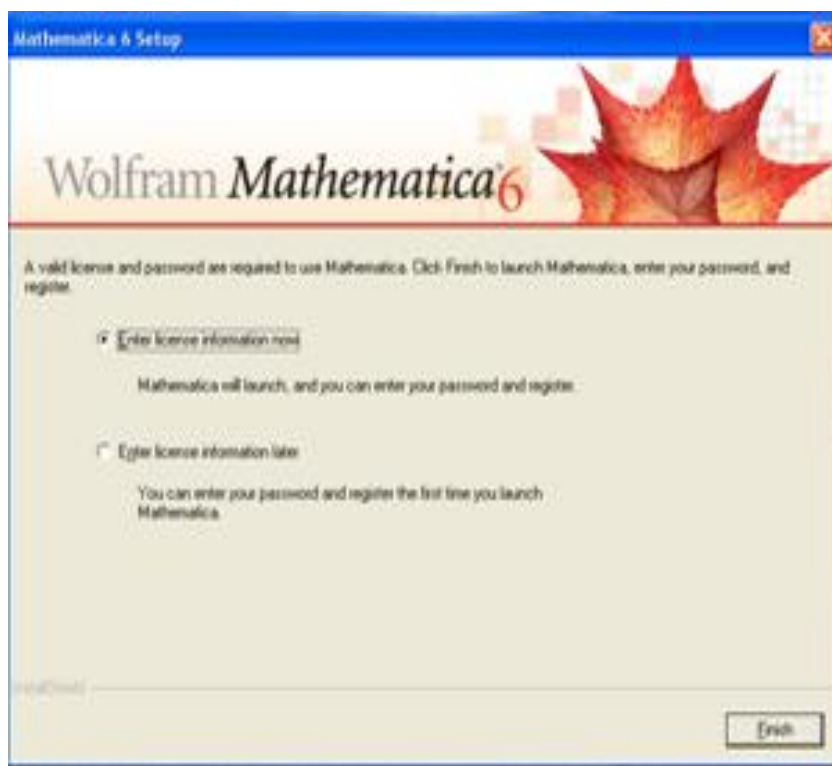 Mathematica 6 Setup
Wolfram Mathematica 6
A valid license and password are required to use Mathematica. Click Finish to launch Mathematica, enter your password, and
register.
Enter license information now
Mathematica will launch, and you can enter your password and register.
Enter license information later
You can enter your password and register the first time you launch
Mathematica.
InstallShield
Finish